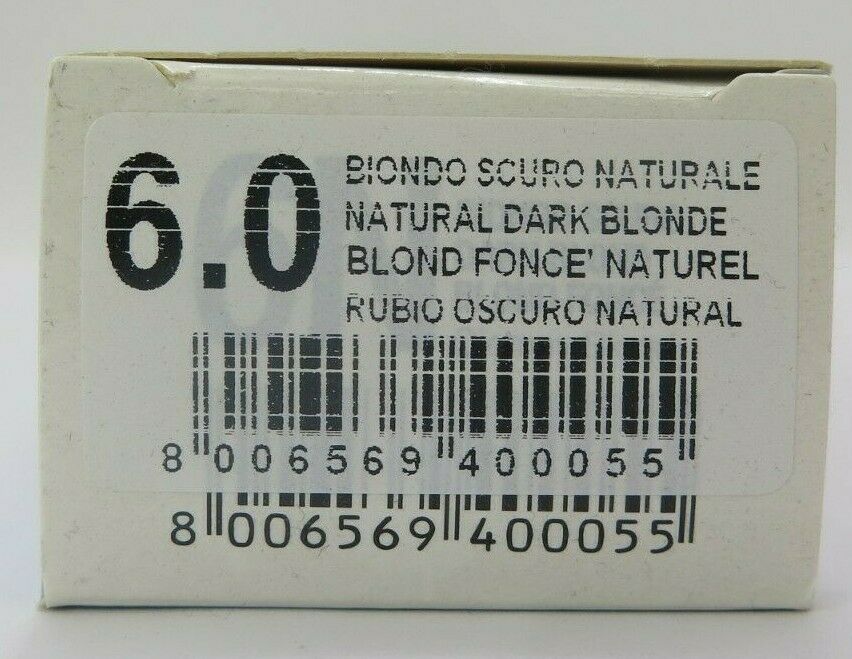 6.0
BIONDO SCURO NATURALE
NATURAL DARK BLONDE
BLOND FONCE' NATUREL
RUBIO OSCURO NATURAL
8 006569 400055
8 006569 400055